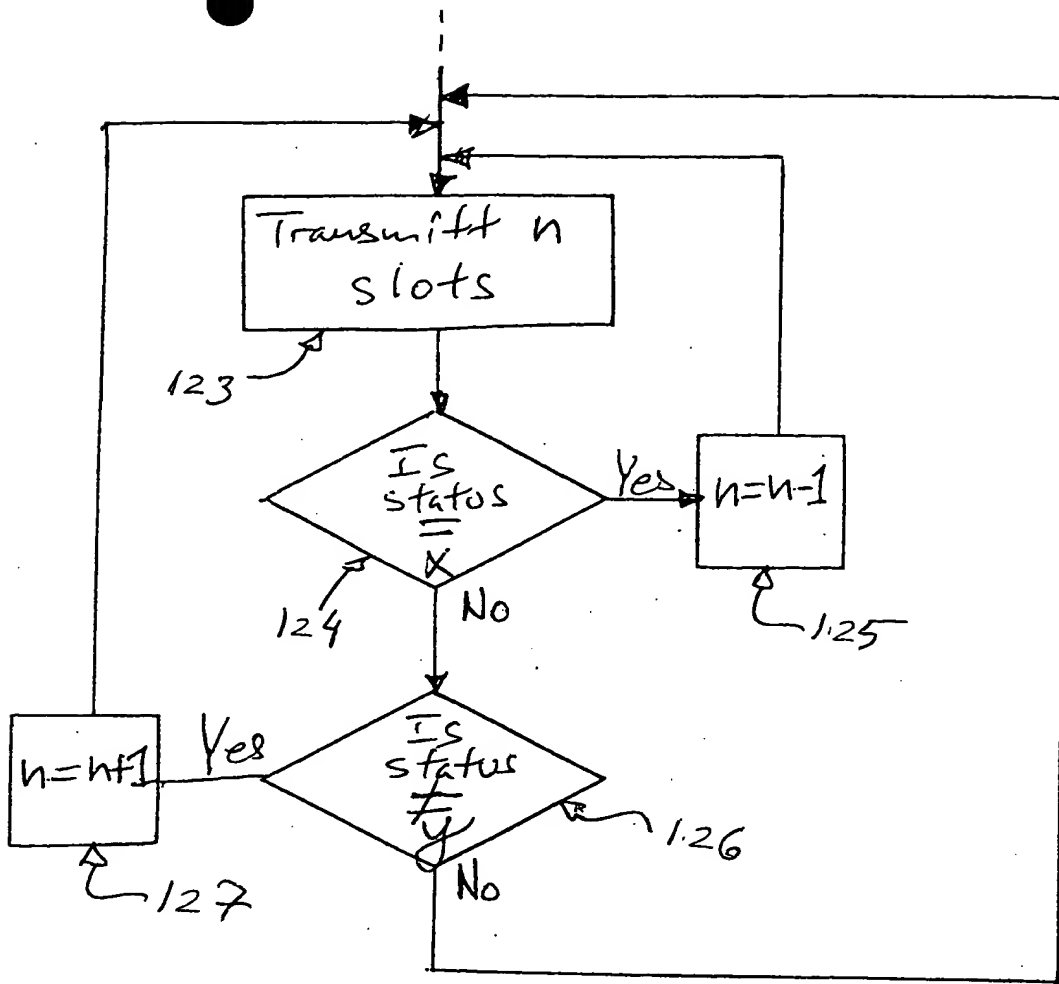 Transmitt n
slots
123
Is
status
=
x
Yes
n=n-1
124
No
125
Is
status
=
y
Yes
n=n+1
126
No
127